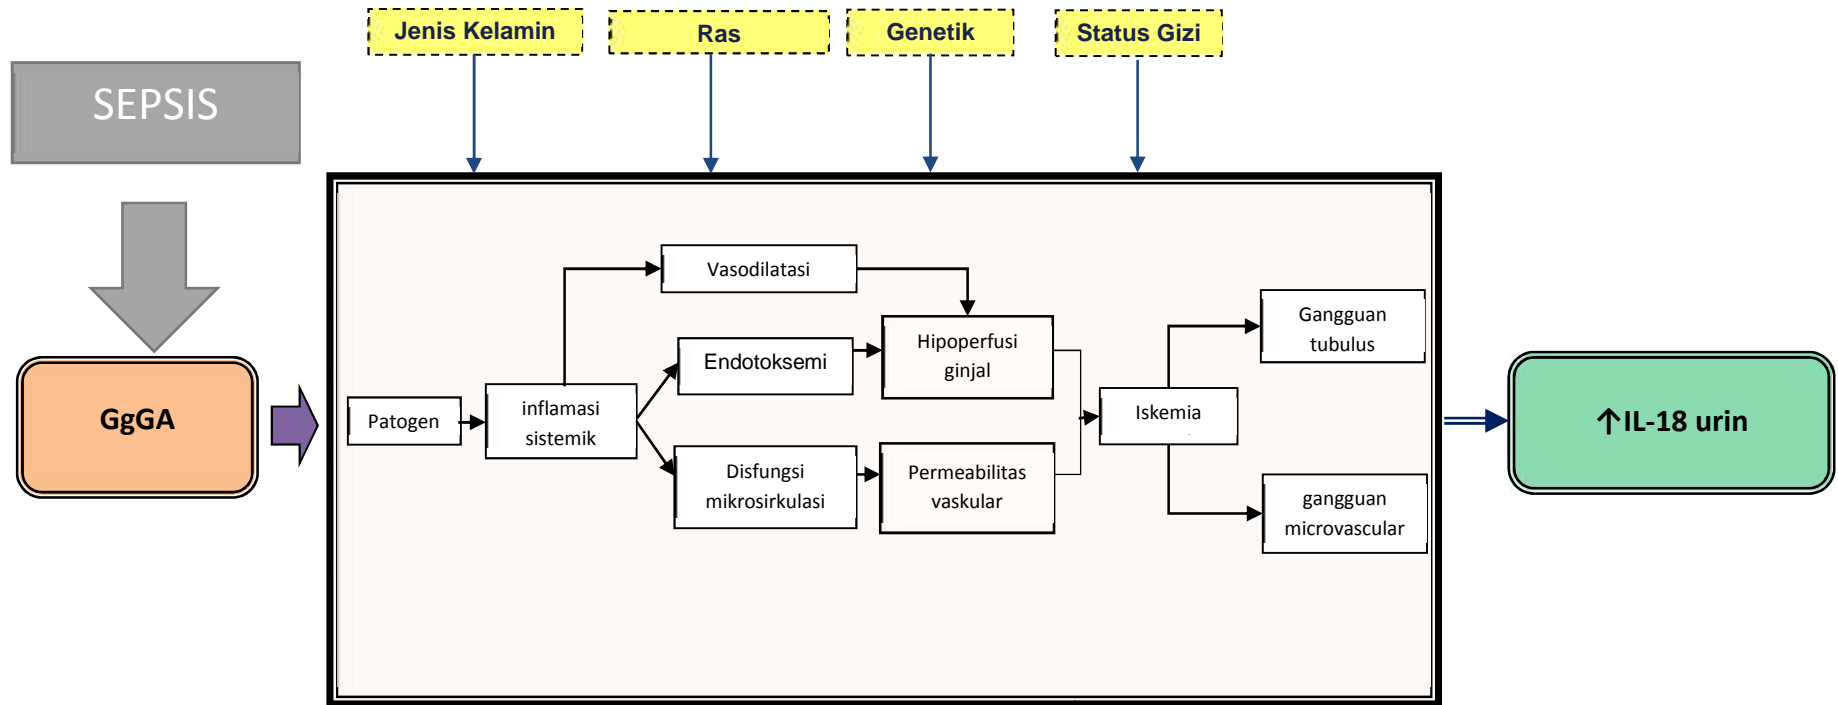 Jenis Kelamin
Ras
Genetik
Status Gizi
SEPSIS
GgGA
Patogen
inflamasi
sistemik
Vasodilatasi
Endotoksemi
Disfungsi
mikrosirkulasi
Hipoperfusi
ginjal
Permeabilitas
vaskular
Iskemia
Gangguan
tubulus
gangguan
microvascular
↑IL-18 urin